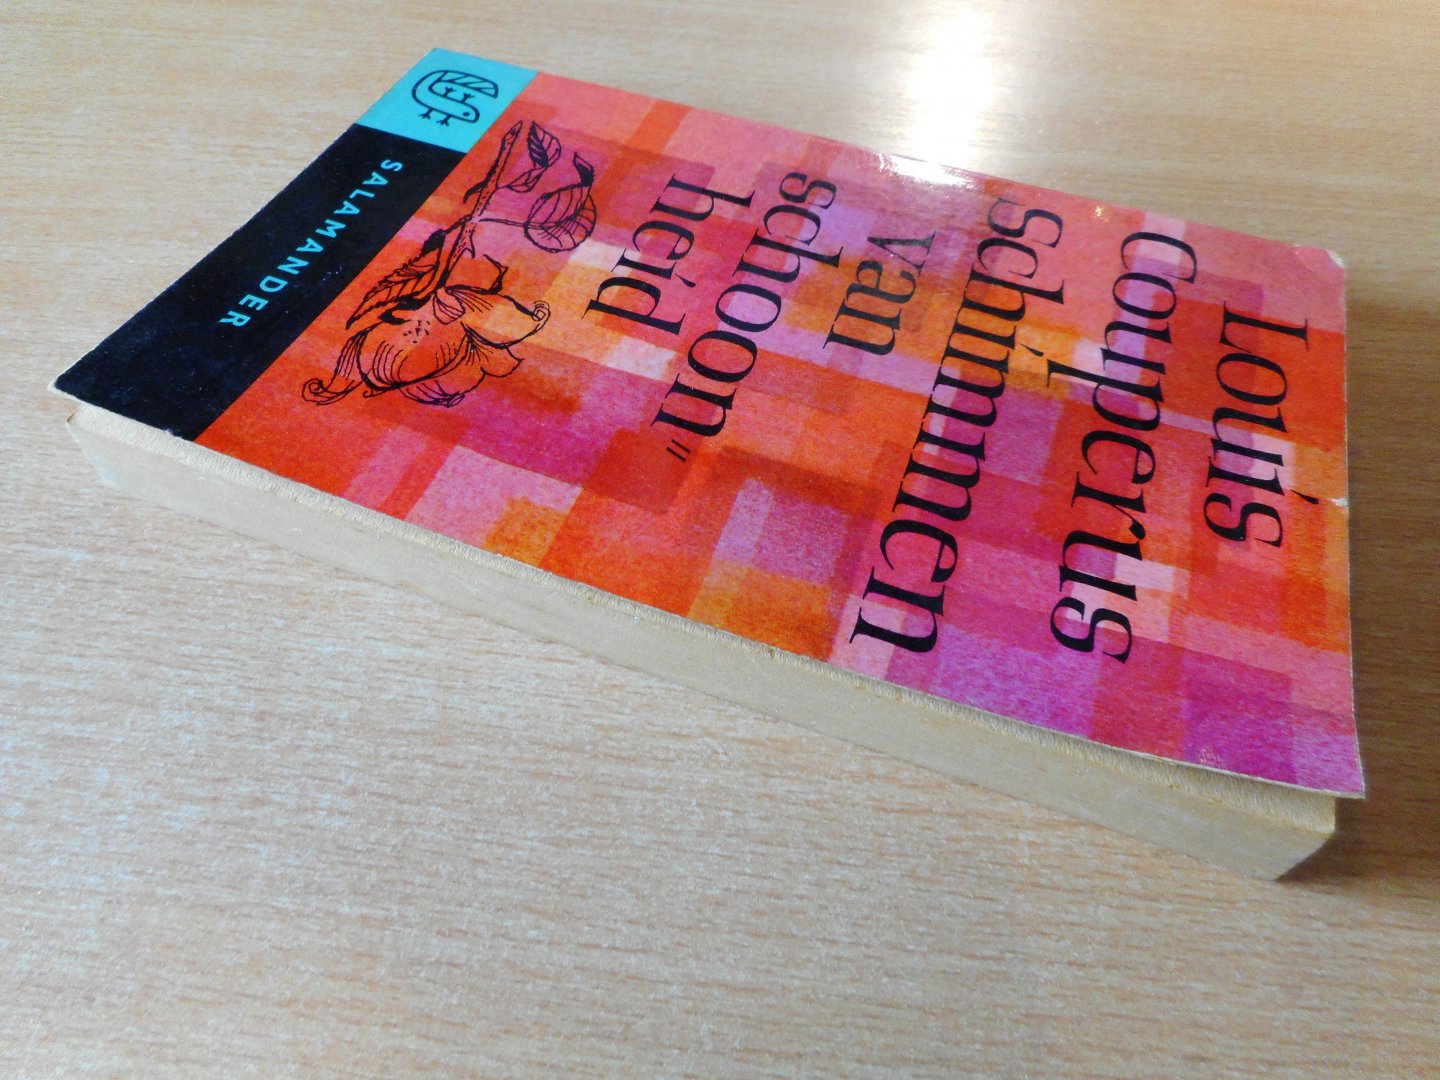 Louis
Couperus
schimmen
van
schoon=
heid
SALAMANDER